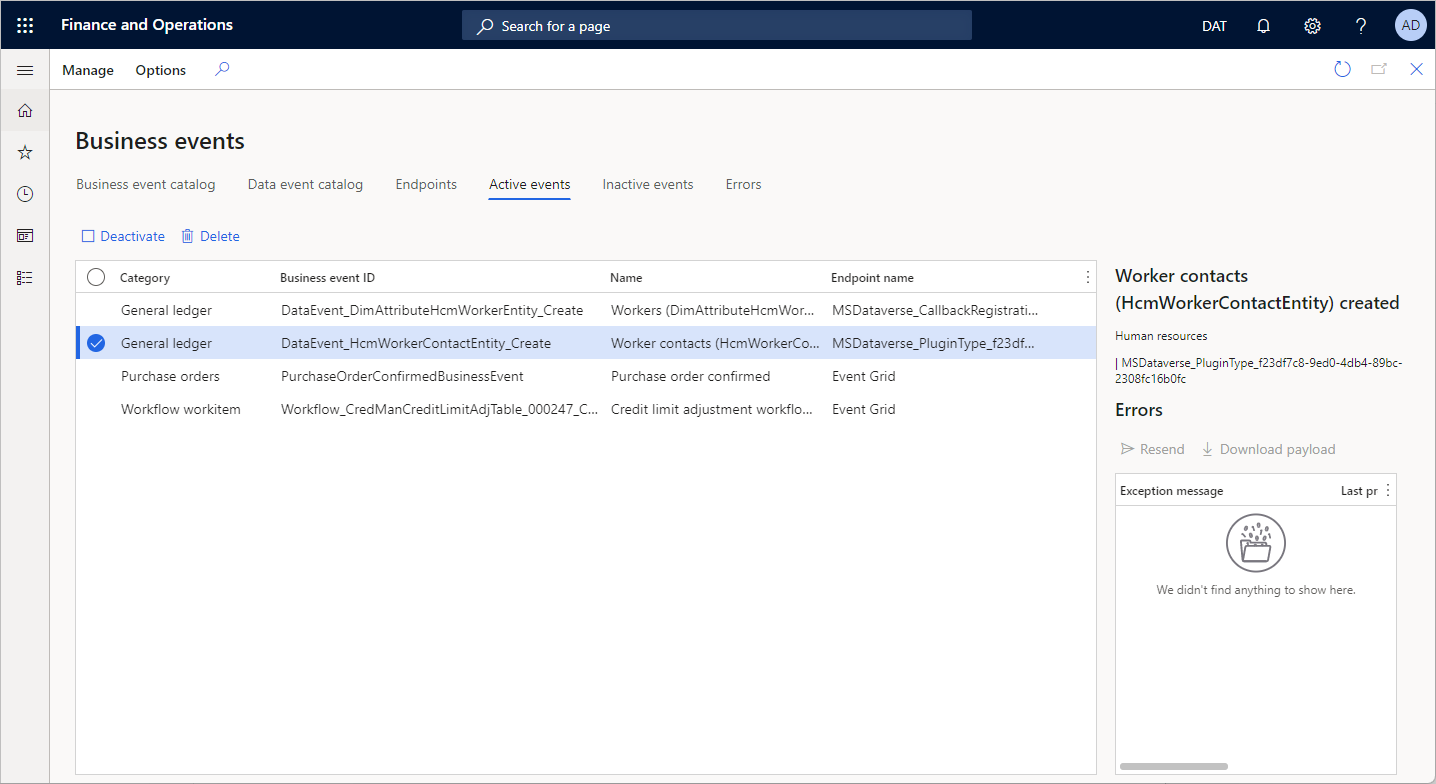 Finance and Operations
Search for a page
DAT
AD
Manage Options
Business events
Business event catalog Data event catalog Endpoints Active events Inactive events Errors
Deactivate Delete
Category Business event ID Name Endpoint name
General ledger DataEvent_DimAttributeHcmWorkerEntity_Create Workers (DimAttributeHcmWor... MSDataverse_CallbackRegistrati...
General ledger DataEvent_HcmWorkerContactEntity_Create Worker contacts (HcmWorkerCo... MSDataverse_PluginType_f23df...
Purchase orders PurchaseOrderConfirmedBusinessEvent Purchase order confirmed Event Grid
Workflow workitem Workflow_CredManCreditLimitAdjTable_000247_C... Credit limit adjustment workflo... Event Grid
Worker contacts
(HcmWorkerContactEntity) created
Human resources
| MSDataverse_PluginType_f23df7c8-9ed0-4db4-89bc-
2308fc16b0fc
Errors
Resend Download payload
Exception message Last pr
We didn't find anything to show here.